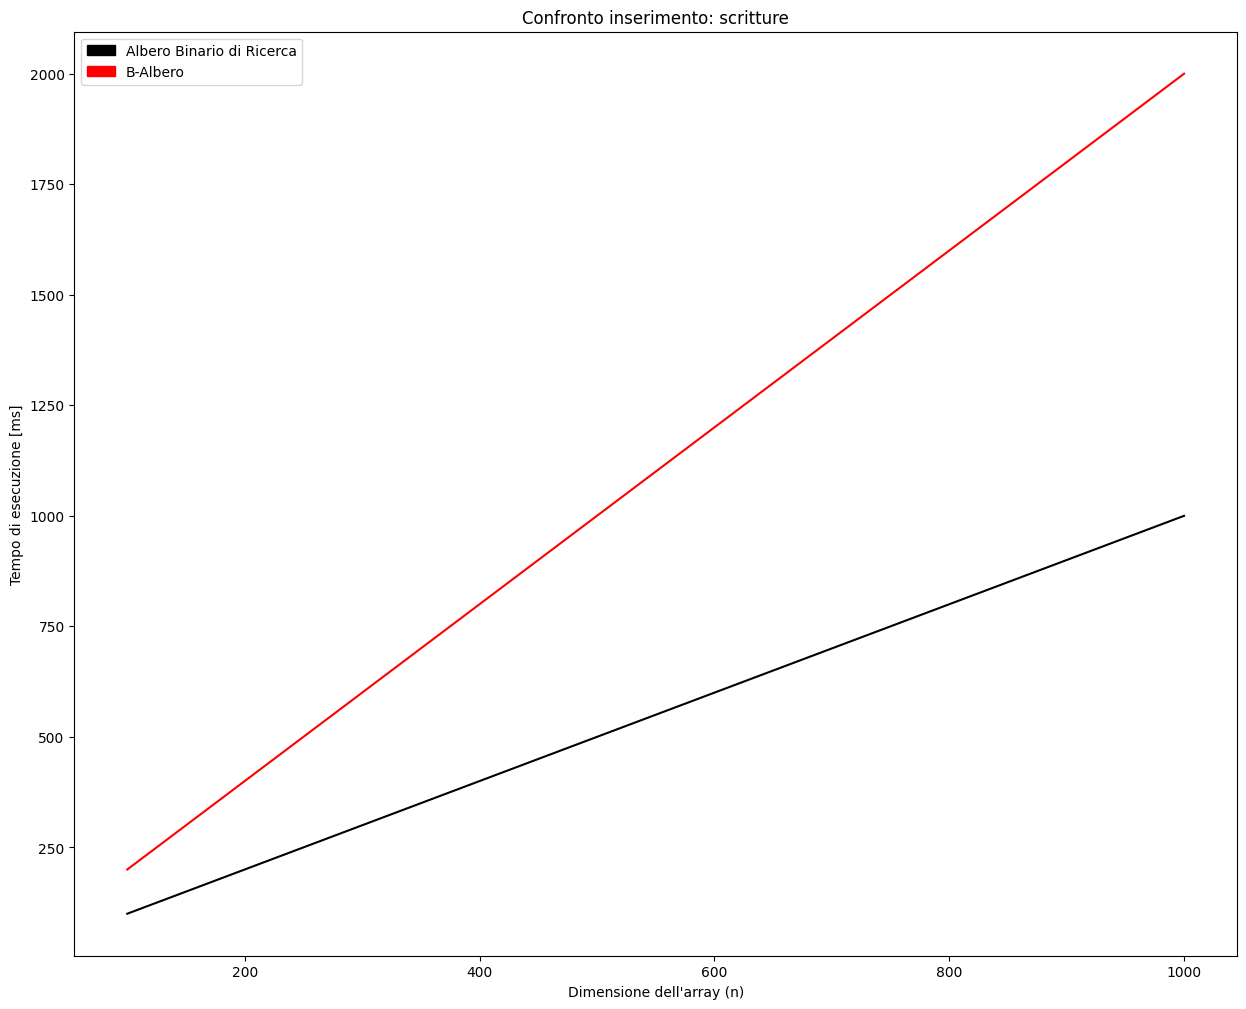 Confronto inserimento: scritture
Albero Binario di Ricerca
B-Albero
Tempo di esecuzione [ms]
2000
1750
1500
1250
1000
750
500
250
200
400
600
800
1000
Dimensione dell'array (n)